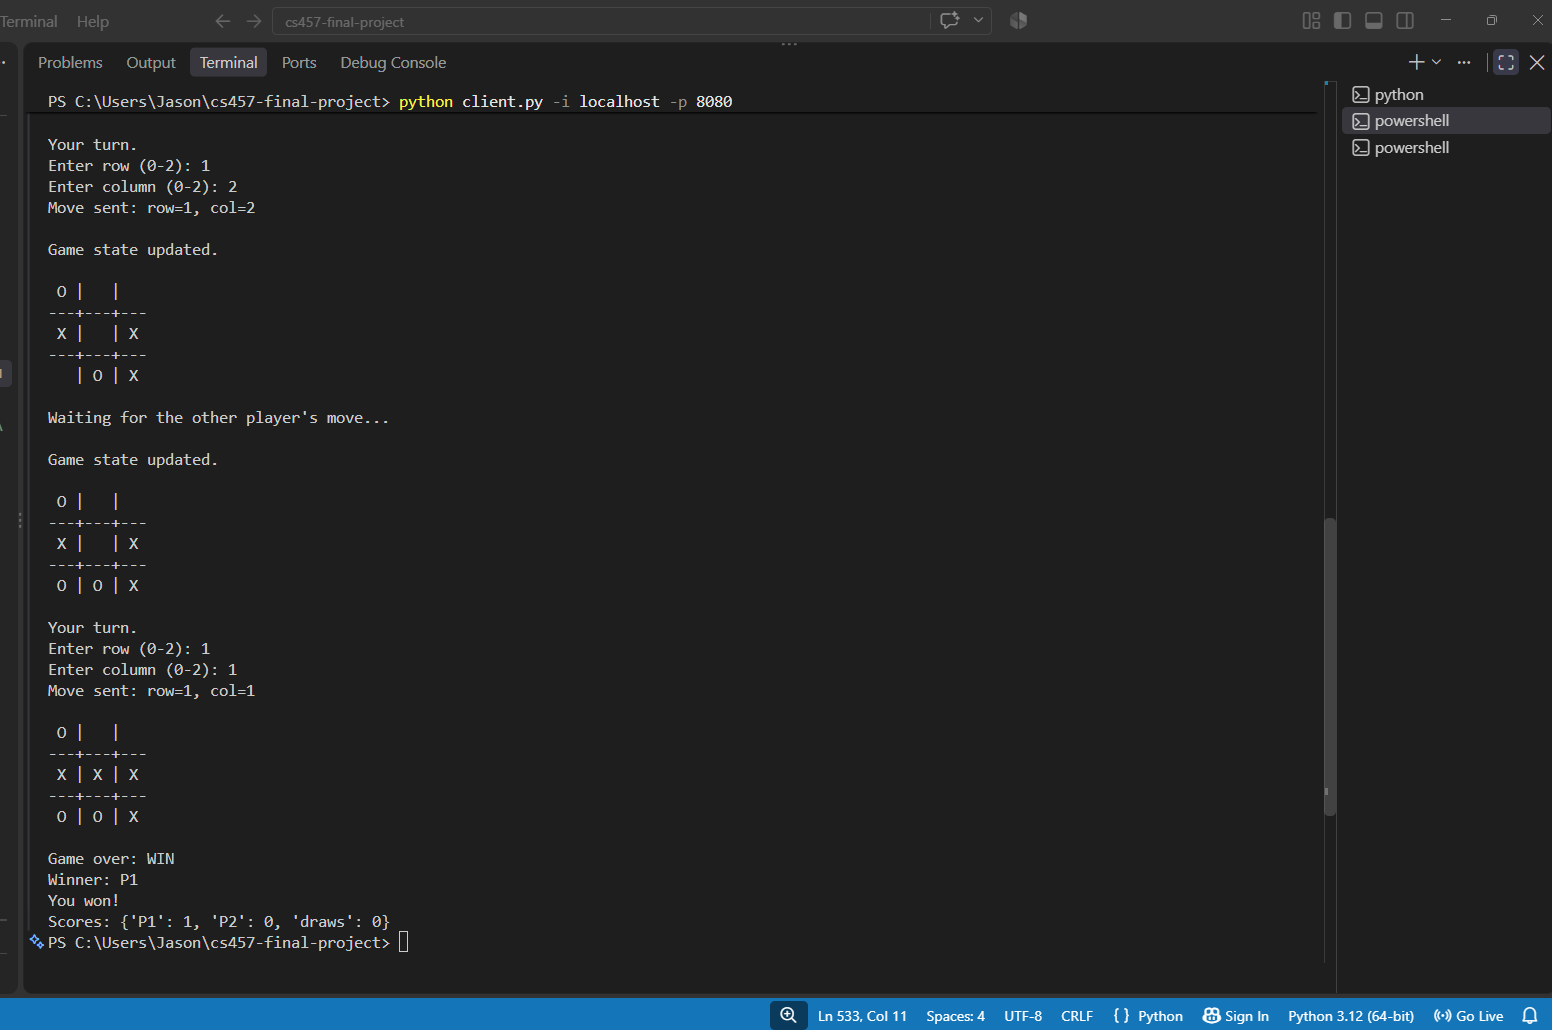 Terminal Help
cs457-final-project
Problems Output Terminal Ports Debug Console
PS C:\Users\Jason\cs457-final-project> python client.py -i localhost -p 8080
python
powershell
powershell
Your turn.
Enter row (0-2): 1
Enter column (0-2): 2
Move sent: row=1, col=2
Game state updated.
 O |   |
---+---+---
 X |   | X
---+---+---
   | O | X
Waiting for the other player's move...
Game state updated.
 O |   |
---+---+---
 X |   | X
---+---+---
 O | O | X
Your turn.
Enter row (0-2): 1
Enter column (0-2): 1
Move sent: row=1, col=1
 O |   |
---+---+---
 X | X | X
---+---+---
 O | O | X
Game over: WIN
Winner: P1
You won!
Scores: {'P1': 1, 'P2': 0, 'draws': 0}
PS C:\Users\Jason\cs457-final-project>
Ln 533, Col 11 Spaces: 4 UTF-8 CRLF {} Python Sign In Python 3.12 (64-bit) Go Live